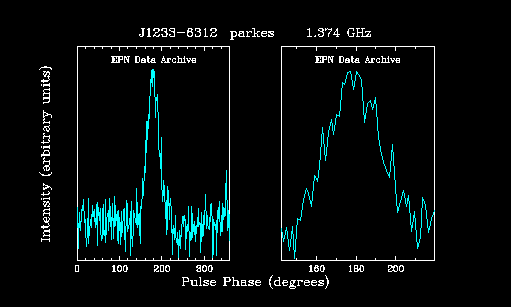 J1233-6312 parkes 1.374 GHz
EPN Data Archive
EPN Data Archive
Intensity (arbitrary units)
0 100 200 300
160 180 200
Pulse Phase (degrees)